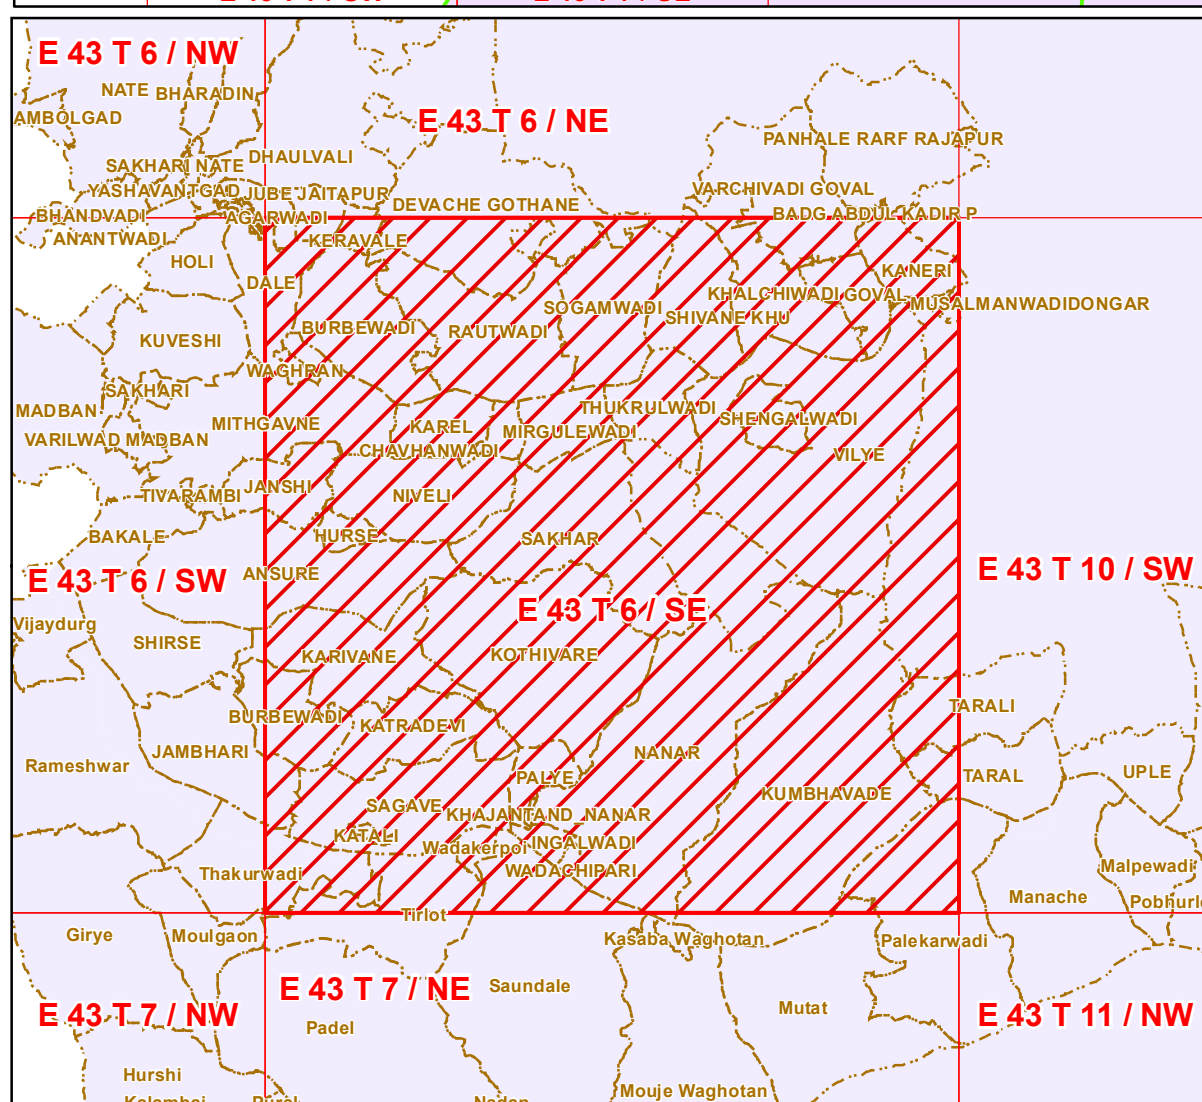 E 43 T 6 / NW
NATE
BHARADIN
AMBOLGAD
E 43 T 6 / NE
PANHALE RARF RAJAPUR
DHAULVALI
SAKHARI NATE
YASHAVANTGAD
JUBE JAITAPUR
VARCHIVADI GOVAL
DEVACHE GOTHANE
BHANDVADI
AGARWADI
BADG ABDUL KADIR P
ANANTWADI
KERAVALE
HOLI
KANERI
DALE
KHALCHIWADI GOVAL
MUSALMANWADIDONGAR
SOGAMWADI
SHIVANE KHU
BURBEWADI
RAUTWADI
KUVESHI
WAGHRAN
SAKHARI
MADBAN
THUKRULWADI
SHENGALWADI
MITHGAVNE
KAREL
MIRGULEWADI
VARILWAD MADBAN
CHAVHANWADI
VILYE
JANSHI
TIVARAMBI
NIVELI
BAKALE
HURSE
SAKHAR
E 43 T 10 / SW
ANSURE
E 43 T 6 / SW
E 43 T 6 / SE
Vijaydurg
SHIRSE
KARIVANE
KOTHIVARE
TARALI
BURBEWADI
KATRADEVI
JAMBHARI
NANAR
Rameshwar
PALYE
TARAL
UPLE
KUMBHAVADE
SAGAVE
KHAJANTAND_NANAR
KATALI
Wadakerpoi
INGALWADI
Thakurwadi
WADACHIPARI
Malpewadi
Manache
Tirlot
Girye
Moulgaon
Kasaba Waghotan
Palekarwadi
E 43 T 7 / NE
Saundale
Mutat
E 43 T 7 / NW
E 43 T 11 / NW
Padel
Hurshi
Mouje Waghotan